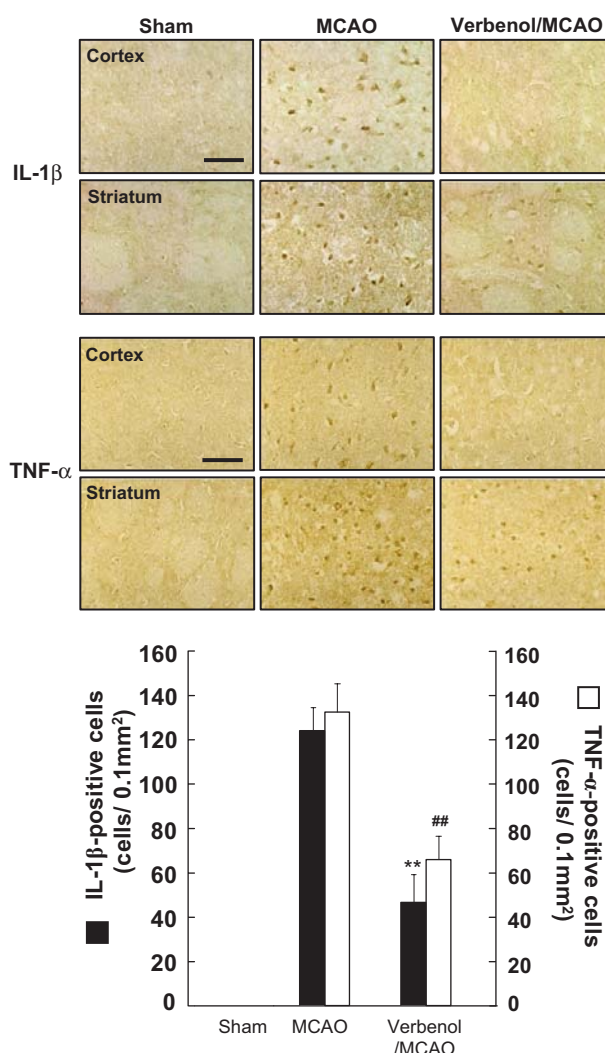 Sham MCAO Verbenol/MCAO
Cortex
IL-1β
Striatum
Cortex
TNF-α
Striatum
160 160
140 140
120 120
100 100
80 80
60 60
40 40
20 20
0 0
IL-1β-positive cells
(cells/ 0.1mm²)
** ##
TNF-α-positive cells
(cells/ 0.1mm²)
Sham MCAO Verbenol
/MCAO